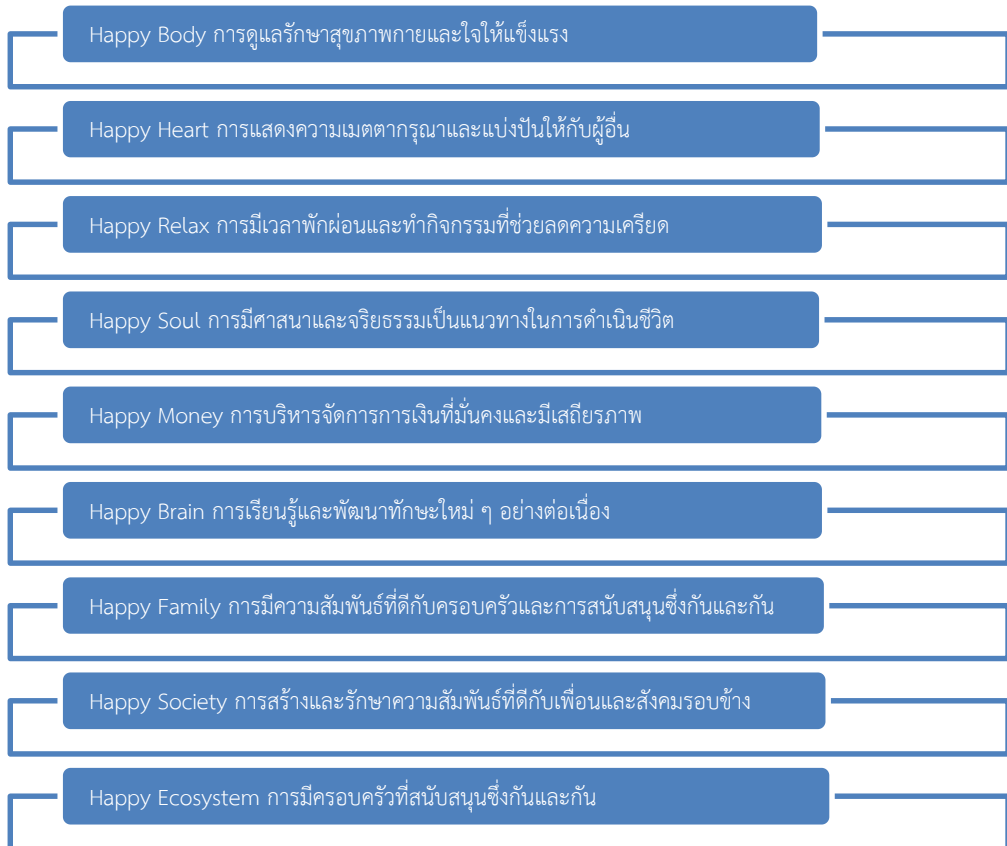 Happy Body การดูแลรักษาสุขภาพกายและใจให้แข็งแรง
Happy Heart การแสดงความเมตตากรุณาและแบ่งปันให้กับผู้อื่น
Happy Relax การมีเวลาพักผ่อนและทำกิจกรรมที่ช่วยลดความเครียด
Happy Soul การมีศาสนาและจริยธรรมเป็นแนวทางในการดำเนินชีวิต
Happy Money การบริหารจัดการการเงินที่มั่นคงและมีเสถียรภาพ
Happy Brain การเรียนรู้และพัฒนาทักษะใหม่ ๆ อย่างต่อเนื่อง
Happy Family การมีความสัมพันธ์ที่ดีกับครอบครัวและการสนับสนุนซึ่งกันและกัน
Happy Society การสร้างและรักษาความสัมพันธ์ที่ดีกับเพื่อนและสังคมรอบข้าง
Happy Ecosystem การมีครอบครัวที่สนับสนุนซึ่งกันและกัน